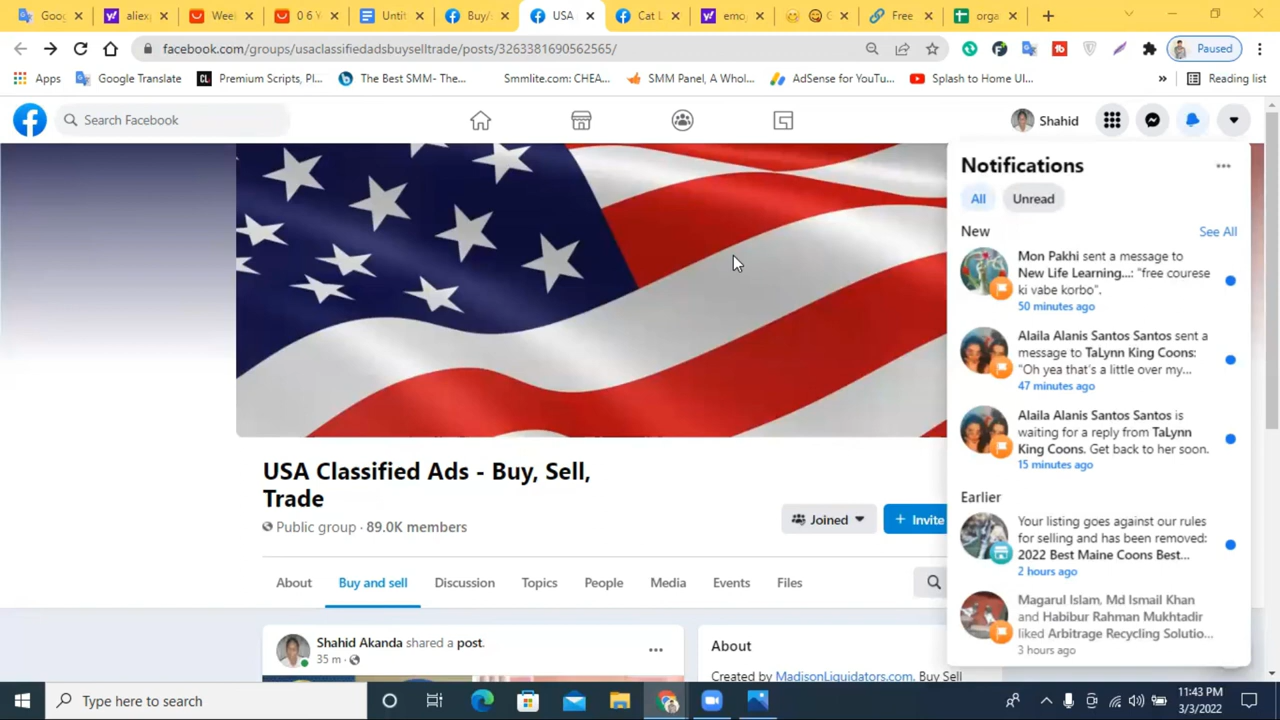 Goog
aliexp
Weel
0 6 Y
Untit
Buy/s
USA
Cat L
emoj
G
Free
orga
facebook.com/groups/usaclassifiedadsbuyselltrade/posts/3263381690562565/
Paused
Apps
Google Translate
Premium Scripts, Pl...
The Best SMM- The...
Smmlite.com: CHEA...
SMM Panel, A Whol...
AdSense for YouTu...
Splash to Home UI...
»
Reading list
Search Facebook
Shahid
Notifications
All
Unread
New
See All
Mon Pakhi sent a message to
New Life Learning...: "free courese
ki vabe korbo".
50 minutes ago
Alaila Alanis Santos Santos sent a
message to TaLynn King Coons:
"Oh yea that's a little over my...
47 minutes ago
Alaila Alanis Santos Santos is
waiting for a reply from TaLynn
King Coons. Get back to her soon.
15 minutes ago
Earlier
Your listing goes against our rules
for selling and has been removed:
2022 Best Maine Coons Best...
2 hours ago
Magarul Islam, Md Ismail Khan
and Habibur Rahman Mukhtadir
liked Arbitrage Recycling Solutio...
3 hours ago
USA Classified Ads - Buy, Sell,
Trade
Public group · 89.0K members
Joined
+ Invite
About
Buy and sell
Discussion
Topics
People
Media
Events
Files
Shahid Akanda shared a post.
35 m ·
About
Created by MadisonLiquidators.com. Buy Sell
Type here to search
11:43 PM
3/3/2022